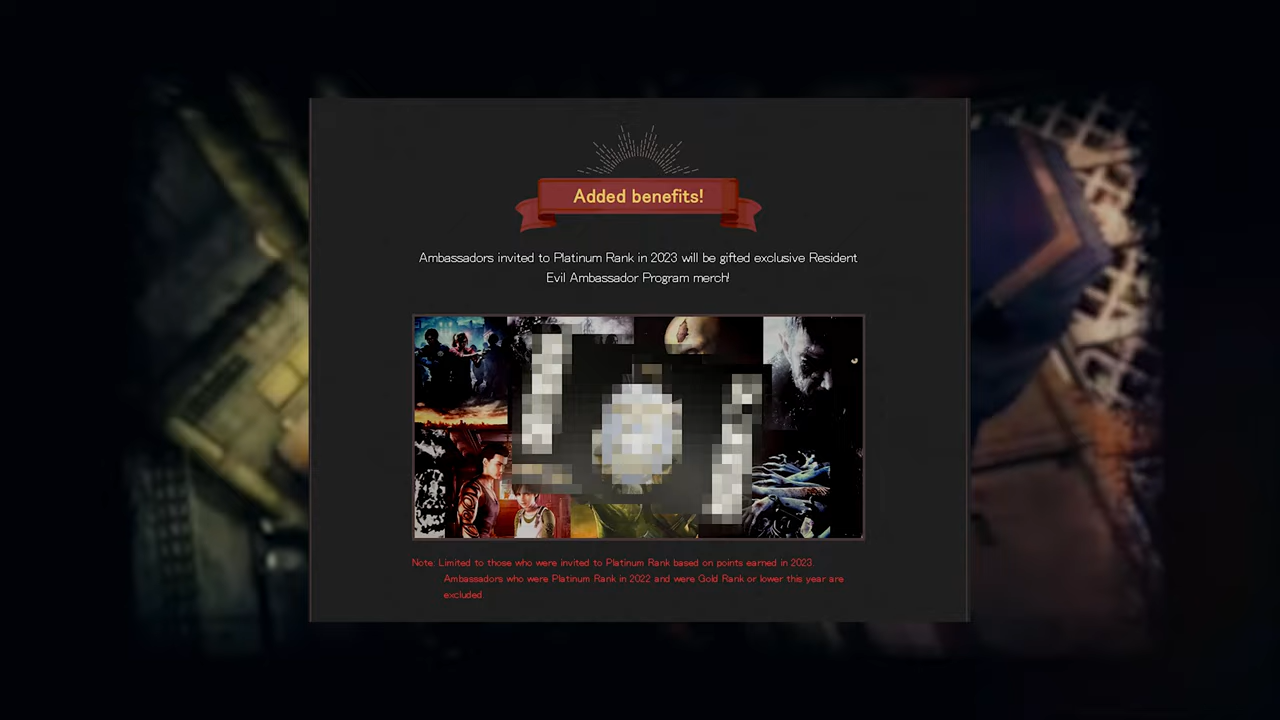 Added benefits!
Ambassadors invited to Platinum Rank in 2023 will be gifted exclusive Resident
Evil Ambassador Program merch!
Note: Limited to those who were invited to Platinum Rank based on points earned in 2023.
Ambassadors who were Platinum Rank in 2022 and were Gold Rank or lower this year are
excluded.